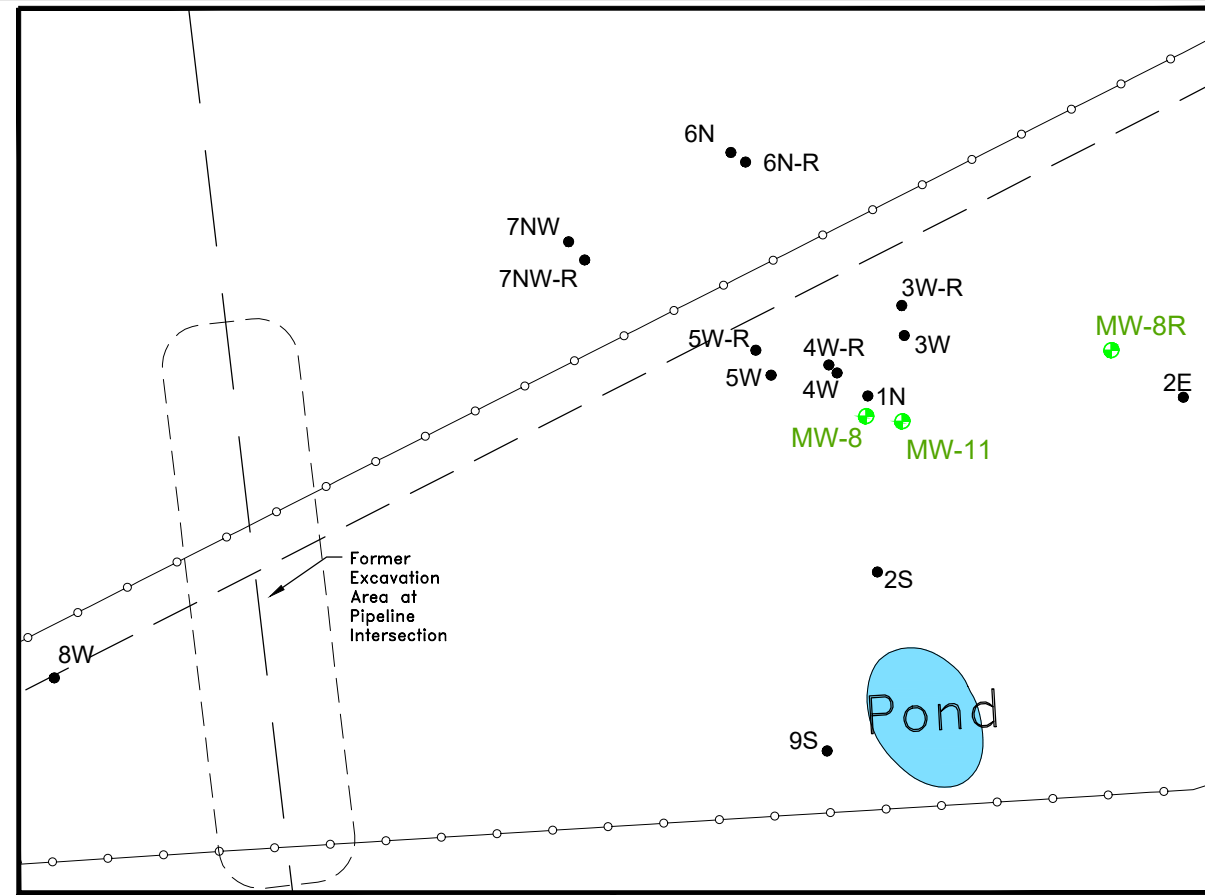 6N
6N-R
7NW
7NW-R
3W-R
3W
MW-8R
5W-R
4W-R
5W
4W
2E
1N
MW-8
MW-11
Former
Excavation
Area at
Pipeline
Intersection
2S
8W
Pond
9S